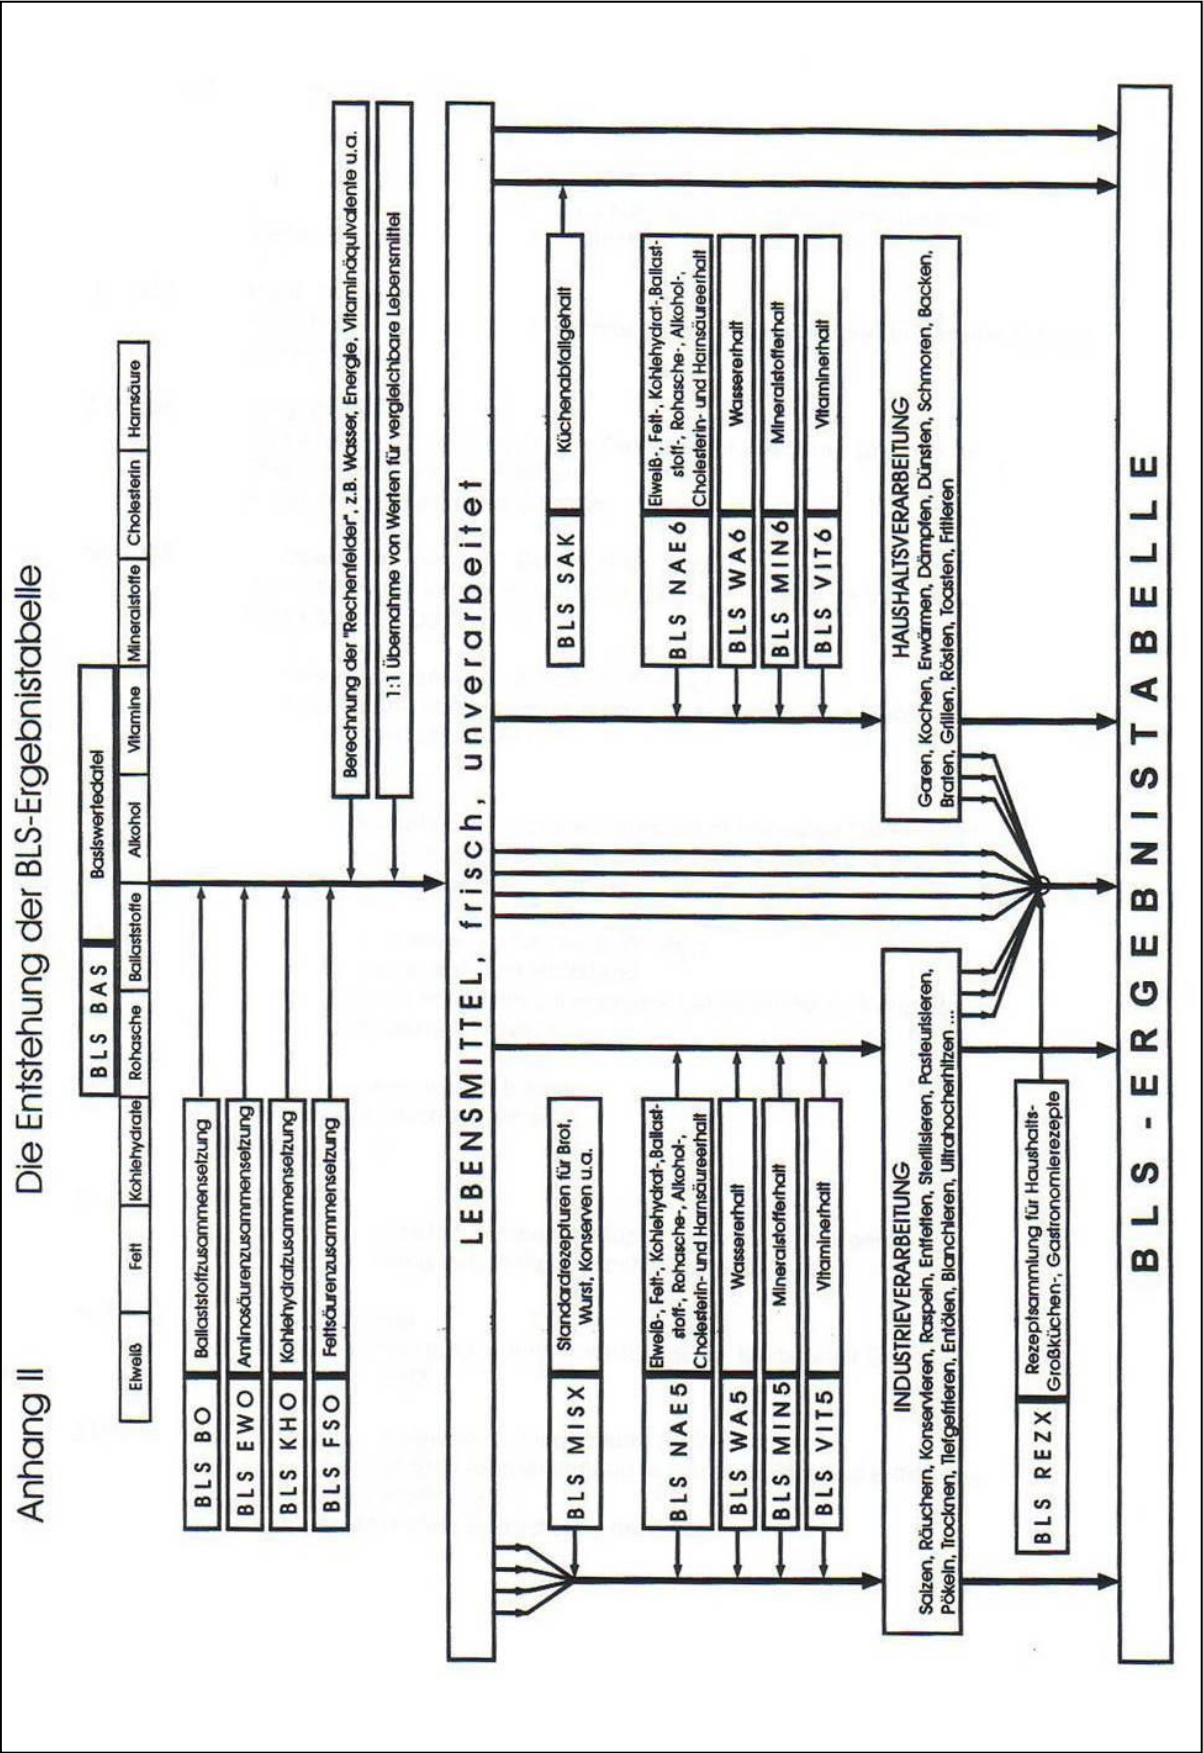 Anhang II
Die Entstehung der BLS-Ergebnistabelle
BLS BAS
Basiswertedatei
Eiweiß
Fett
Kohlehydrate
Rohasche
Ballaststoffe
Alkohol
Vitamine
Mineralstoffe
Cholesterin
Harnsäure
BLS BO
Ballaststoffzusammensetzung
BLS EWO
Aminosäurenzusammensetzung
BLS KHO
Kohlehydratzusammensetzung
BLS FSO
Fettsäurenzusammensetzung
Berechnung der "Rechenfelder", z.B. Wasser, Energie, Vitaminäquivalente u.a.
1:1 Übernahme von Werten für vergleichbare Lebensmittel
LEBENSMITTEL, frisch, unverarbeitet
BLS MISX
Standardrezepturen für Brot,
Wurst, Konserven u.a.
BLS SAK
Küchenabfallgehalt
BLS NAE5
Eiweiß-, Fett-, Kohlehydrat-,Ballast-
stoff-, Rohasche-, Alkohol-,
Cholesterin- und Harnsäureerhalt
BLS WA5
Wassererhalt
BLS MIN5
Mineralstofferhalt
BLS VIT5
Vitaminerhalt
BLS NAE6
Eiweiß-, Fett-, Kohlehydrat-,Ballast-
stoff-, Rohasche-, Alkohol-,
Cholesterin- und Harnsäureerhalt
BLS WA6
Wassererhalt
BLS MIN6
Mineralstofferhalt
BLS VIT6
Vitaminerhalt
INDUSTRIEVERARBEITUNG
Salzen, Räuchern, Konservieren, Raspeln, Entfetten, Sterilisieren, Pasteurisieren,
Pökeln, Trocknen, Tiefgefrieren, Entölen, Blanchieren, Ultrahocherhitzen ...
HAUSHALTSVERARBEITUNG
Garen, Kochen, Erwärmen, Dämpfen, Dünsten, Schmoren, Backen,
Braten, Grillen, Rösten, Toasten, Fritieren
BLS REZX
Rezeptsammlung für Haushalts-
Großküchen-, Gastronomierezepte
BLS-ERGEBNISTABELLE